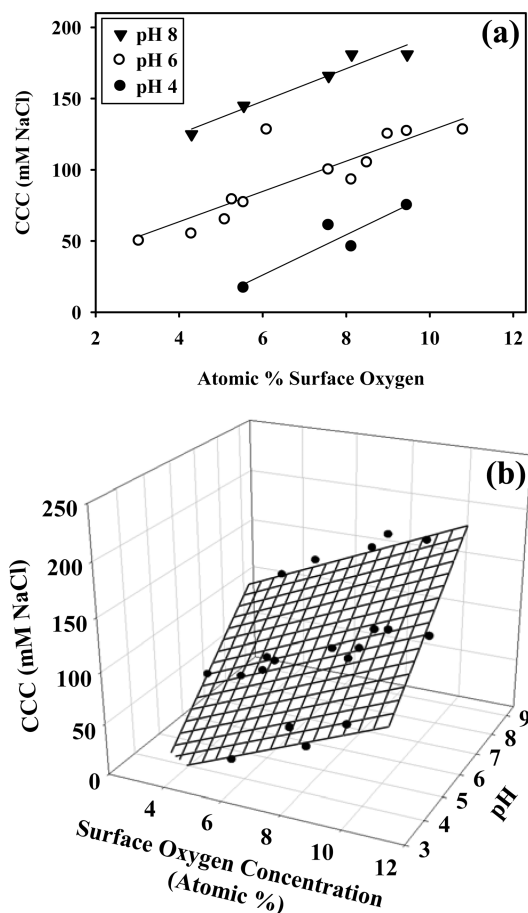 (a)
pH 8
pH 6
pH 4
200
150
100
50
0
CCC (mM NaCl)
2 4 6 8 10 12
Atomic % Surface Oxygen
(b)
250
200
150
100
50
0
CCC (mM NaCl)
4 6 8 10 12
Surface Oxygen Concentration
(Atomic %)
3 4 5 6 7 8 9
pH